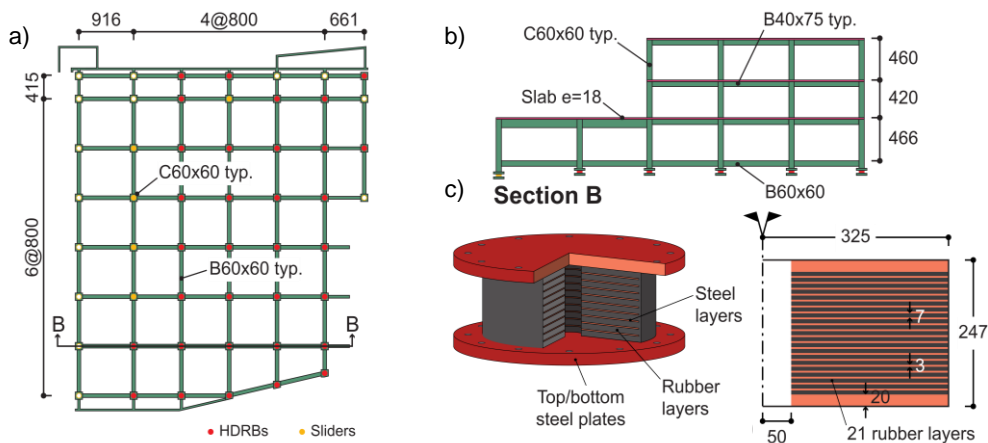 a)
916
4@800
661
415
C60x60 typ.
6@800
B60x60 typ.
B
B
HDRBs
Sliders
b)
C60x60 typ.
B40x75 typ.
460
Slab e=18
420
466
B60x60
Section B
c)
Steel
layers
Rubber
layers
Top/bottom
steel plates
325
7
247
3
20
50
21 rubber layers